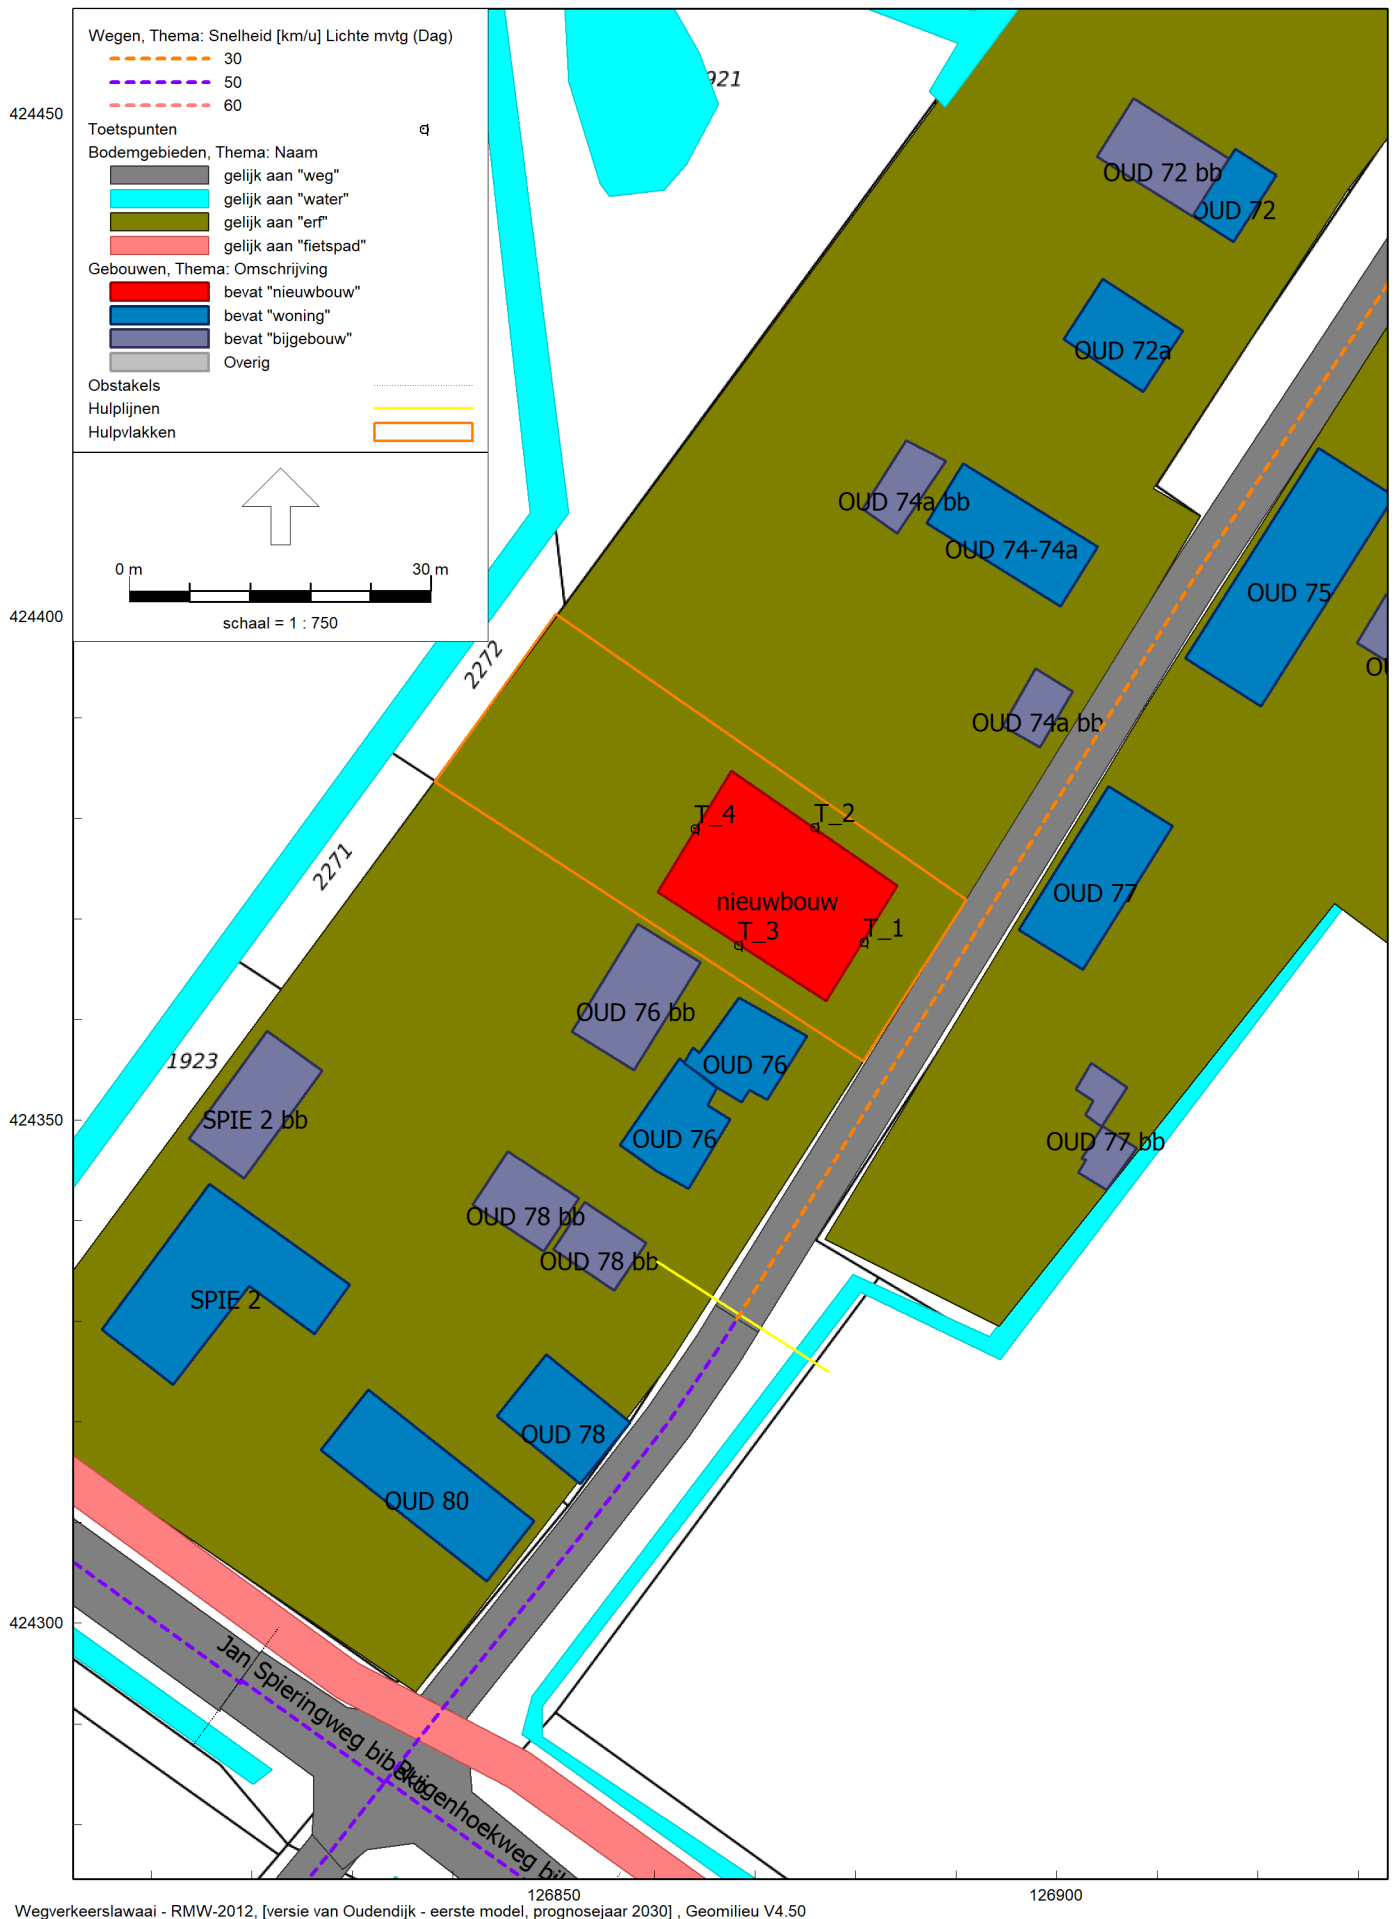 Wegen, Thema: Snelheid [km/u] Lichte mvtg (Dag)
30
50
60
Toetspunten
Bodemgebieden, Thema: Naam
gelijk aan "weg"
gelijk aan "water"
gelijk aan "erf"
gelijk aan "fietspad"
Gebouwen, Thema: Omschrijving
bevat "nieuwbouw"
bevat "woning"
bevat "bijgebouw"
Overig
Obstakels
Hulplijnen
Hulpvlakken
0 m 30 m
schaal = 1 : 750
424450
424400
424350
424300
126850
126900
921
OUD 72 bb
OUD 72
OUD 72a
OUD 74a bb
OUD 74-74a
OUD 75
2272
OUD 74a bb
T_4
T_2
2271
OUD 77
nieuwbouw
T_3
T_1
OUD 76 bb
1923
OUD 76
SPIE 2 bb
OUD 76
OUD 77 bb
OUD 78 bb
OUD 78 bb
SPIE 2
OUD 78
OUD 80
Jan Spieringweg
Wegverkeerslawaai - RMW-2012, [versie van Oudendijk - eerste model, prognosejaar 2030] , Geomilieu V4.50